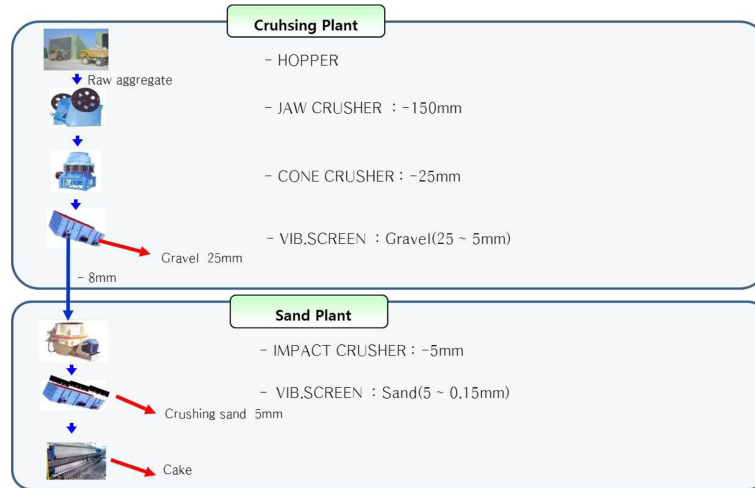 Cruhsing Plant
- HOPPER
Raw aggregate
- JAW CRUSHER : -150mm
- CONE CRUSHER : -25mm
- VIB.SCREEN : Gravel(25 ~ 5mm)
Gravel 25mm
- 8mm
Sand Plant
- IMPACT CRUSHER : -5mm
- VIB.SCREEN : Sand(5 ~ 0.15mm)
Crushing sand 5mm
Cake